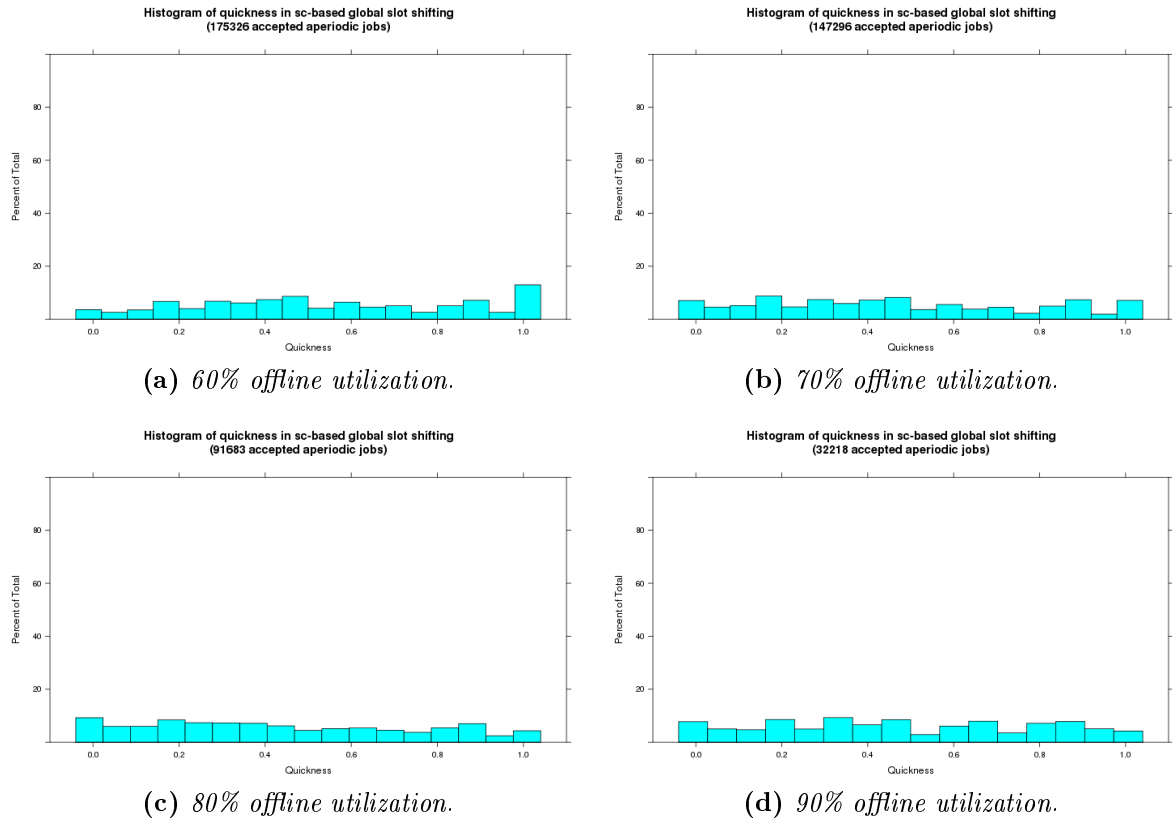 Histogram of quickness in sc-based global slot shifting
(175326 accepted aperiodic jobs)
Percent of Total
80
60
40
20
0.0 0.2 0.4 0.6 0.8 1.0
Quickness
(a) 60% offline utilization.
Histogram of quickness in sc-based global slot shifting
(147296 accepted aperiodic jobs)
Percent of Total
80
60
40
20
0.0 0.2 0.4 0.6 0.8 1.0
Quickness
(b) 70% offline utilization.
Histogram of quickness in sc-based global slot shifting
(91683 accepted aperiodic jobs)
Percent of Total
80
60
40
20
0.0 0.2 0.4 0.6 0.8 1.0
Quickness
(c) 80% offline utilization.
Histogram of quickness in sc-based global slot shifting
(32218 accepted aperiodic jobs)
Percent of Total
80
60
40
20
0.0 0.2 0.4 0.6 0.8 1.0
Quickness
(d) 90% offline utilization.